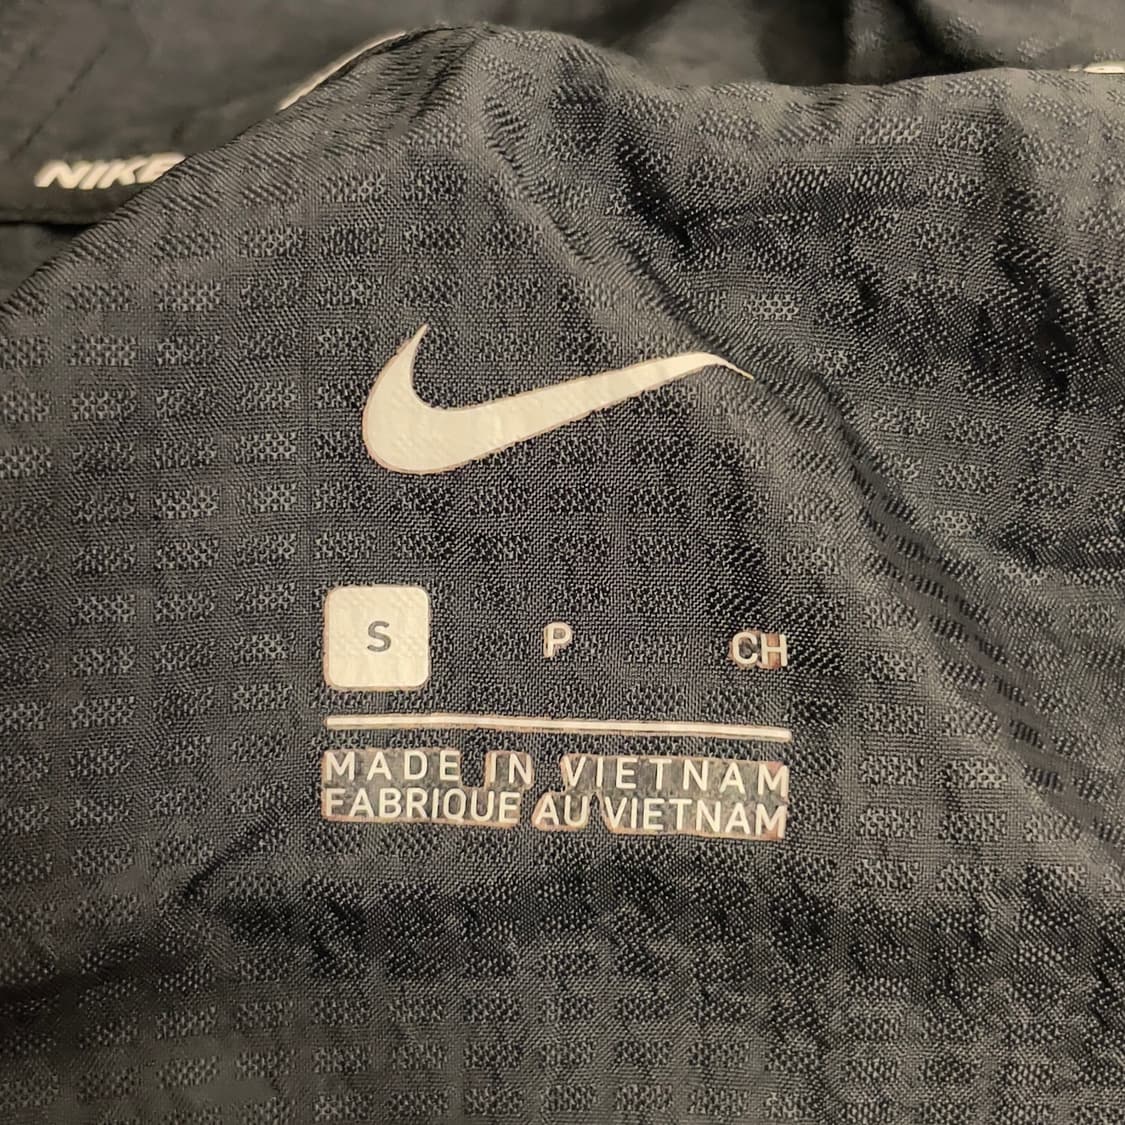 NIKE
S P CH
MADE IN VIETNAM
FABRIQUE AU VIETNAM